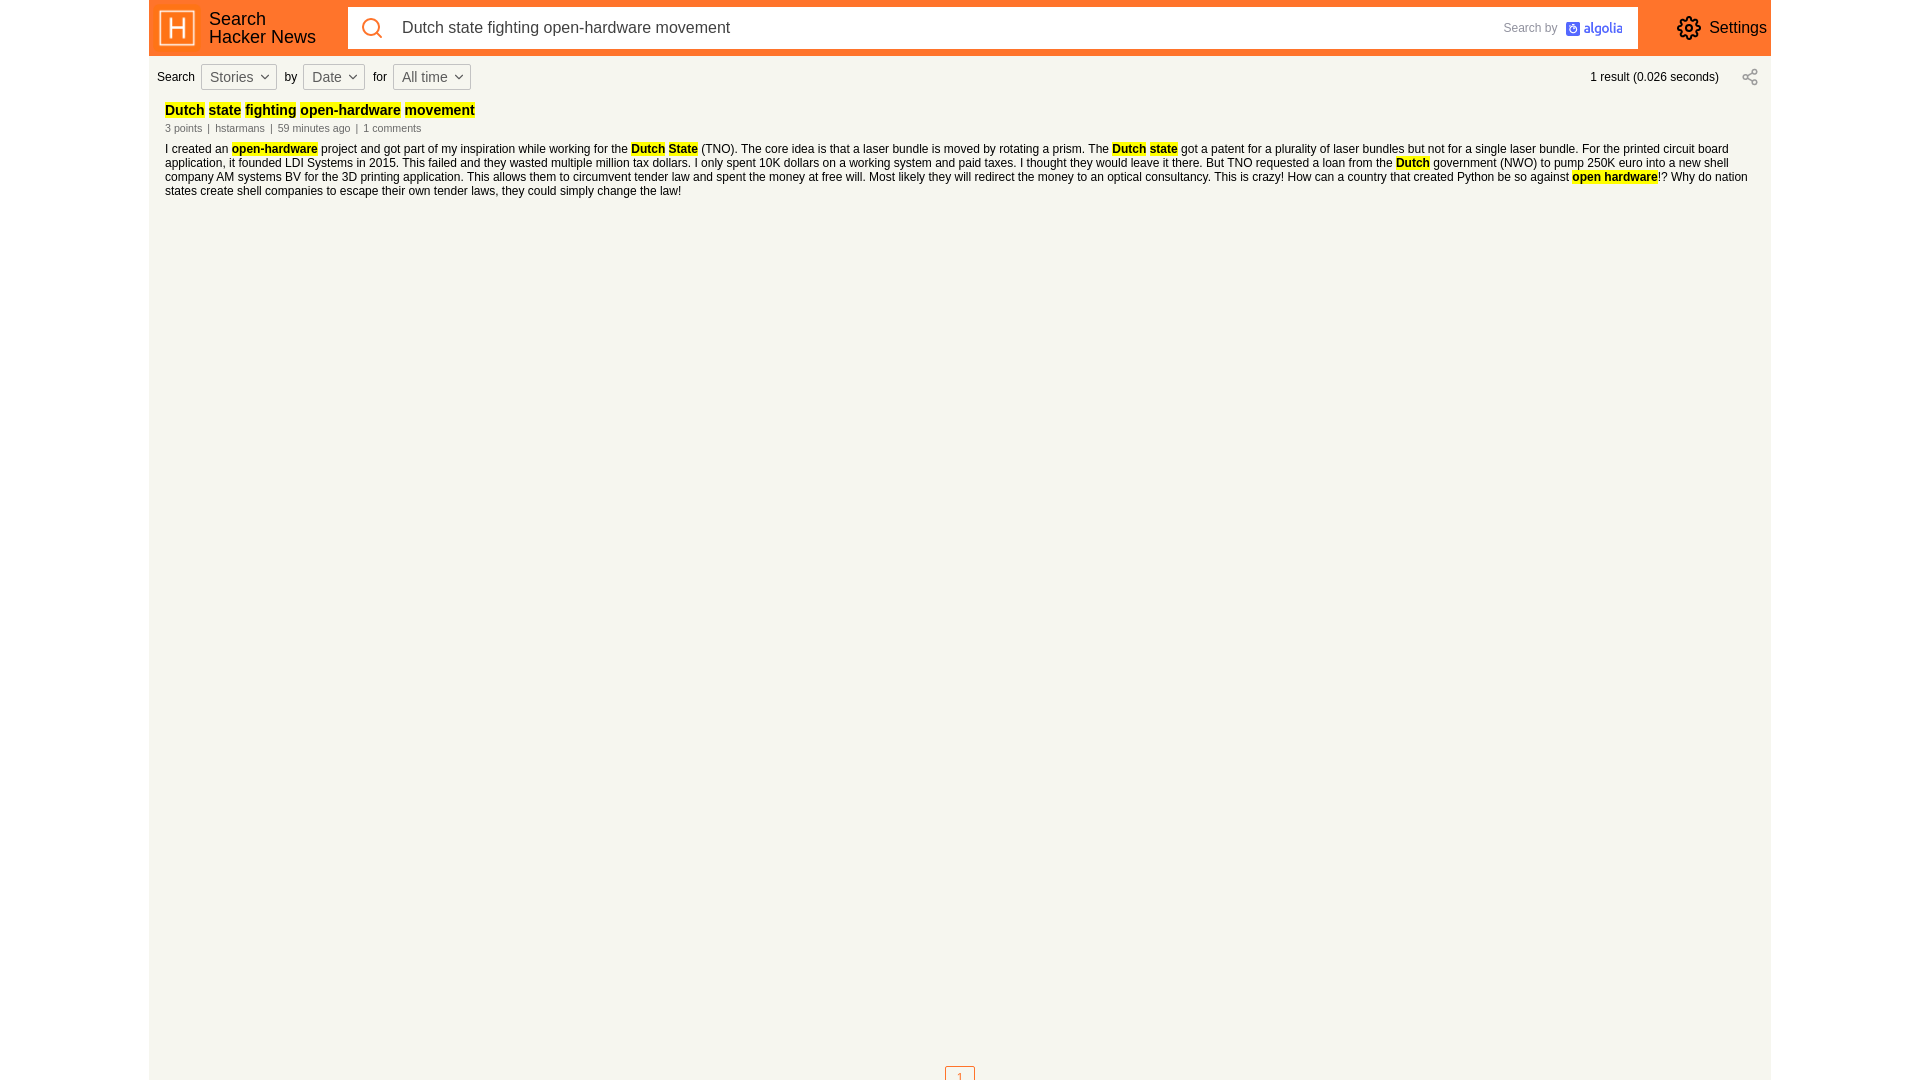 Search
Hacker News
Dutch state fighting open-hardware movement
Search by algolia
Settings
Search Stories by Date for All time
1 result (0.026 seconds)
Dutch state fighting open-hardware movement
3 points | hstarmans | 59 minutes ago | 1 comments
I created an open-hardware project and got part of my inspiration while working for the Dutch State (TNO). The core idea is that a laser bundle is moved by rotating a prism. The Dutch state got a patent for a plurality of laser bundles but not for a single laser bundle. For the printed circuit board
application, it founded LDI Systems in 2015. This failed and they wasted multiple million tax dollars. I only spent 10K dollars on a working system and paid taxes. I thought they would leave it there. But TNO requested a loan from the Dutch government (NWO) to pump 250K euro into a new shell
company AM systems BV for the 3D printing application. This allows them to circumvent tender law and spent the money at free will. Most likely they will redirect the money to an optical consultancy. This is crazy! How can a country that created Python be so against open hardware!? Why do nation
states create shell companies to escape their own tender laws, they could simply change the law!
1